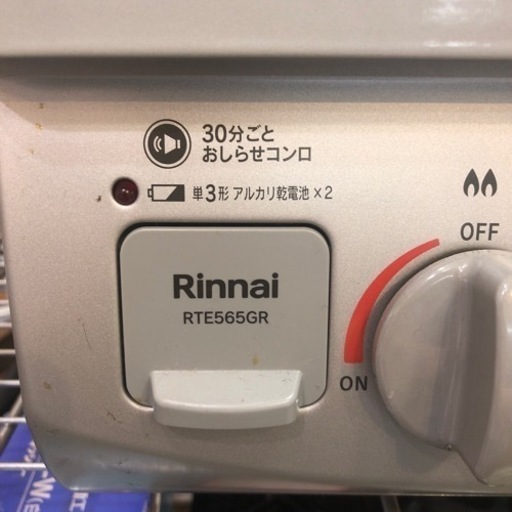 30分ごと
おしらせコンロ
単3形 アルカリ乾電池×2
OFF
Rinnai
RTE565GR
ON